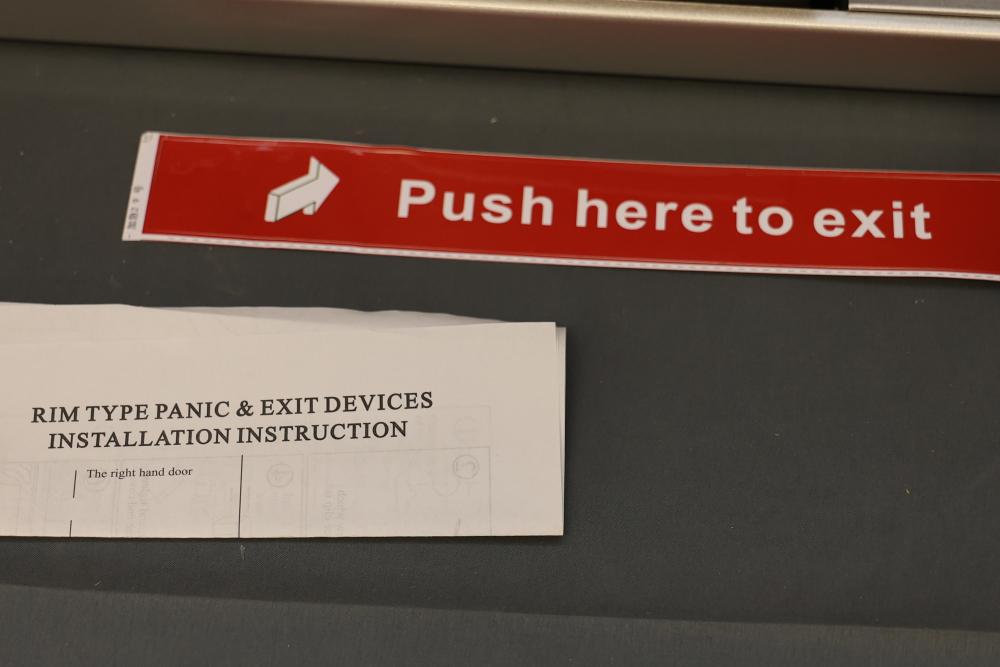 Push here to exit
RIM TYPE PANIC & EXIT DEVICES
INSTALLATION INSTRUCTION
The right hand door